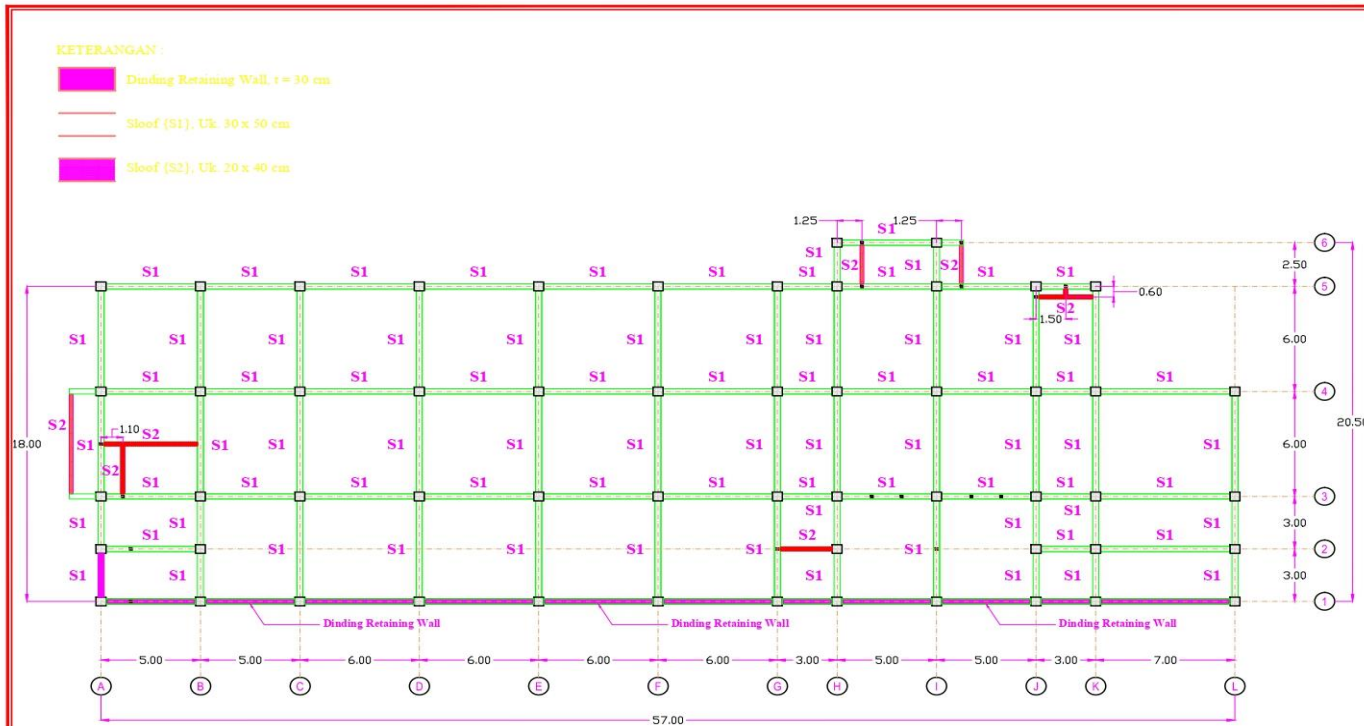 KETERANGAN :
Dinding Retaining Wall, t = 30 cm
Sloof (S1), Uk. 30 x 50 cm
Sloof (S2), Uk. 20 x 40 cm
1.25 S1 1.25
S1 6
S2 S1 S1 S2 2.50
S1 S1 S1 S1 S1 S1 S1 S1 S1
5
0.60
S2
1.50
S1 S1 S1 S1 S1 S1 S1 S1 S1 S1 S1 6.00
S1 S1 S1 S1 S1 S1 S1 S1 S1 S1 S1
4
S2 1.10 S2
18.00 S1 S1 S1 S1 S1 S1 S1 S1 S1 S1 S1 S1 6.00 20.50
S2
S1 S1 S1 S1 S1 S1 S1 S1 S1 S1 S1
3
S1 S1 S1 S1 S1 S1 S1 3.00
S1 S2 S1 S1
S1 S1 S1 S1 S1 S1
2
S1 S1 S1 S1 S1 3.00
1
Dinding Retaining Wall Dinding Retaining Wall Dinding Retaining Wall
5.00 5.00 6.00 6.00 6.00 6.00 3.00 5.00 5.00 3.00 7.00
A B C D E F G H I J K L
57.00